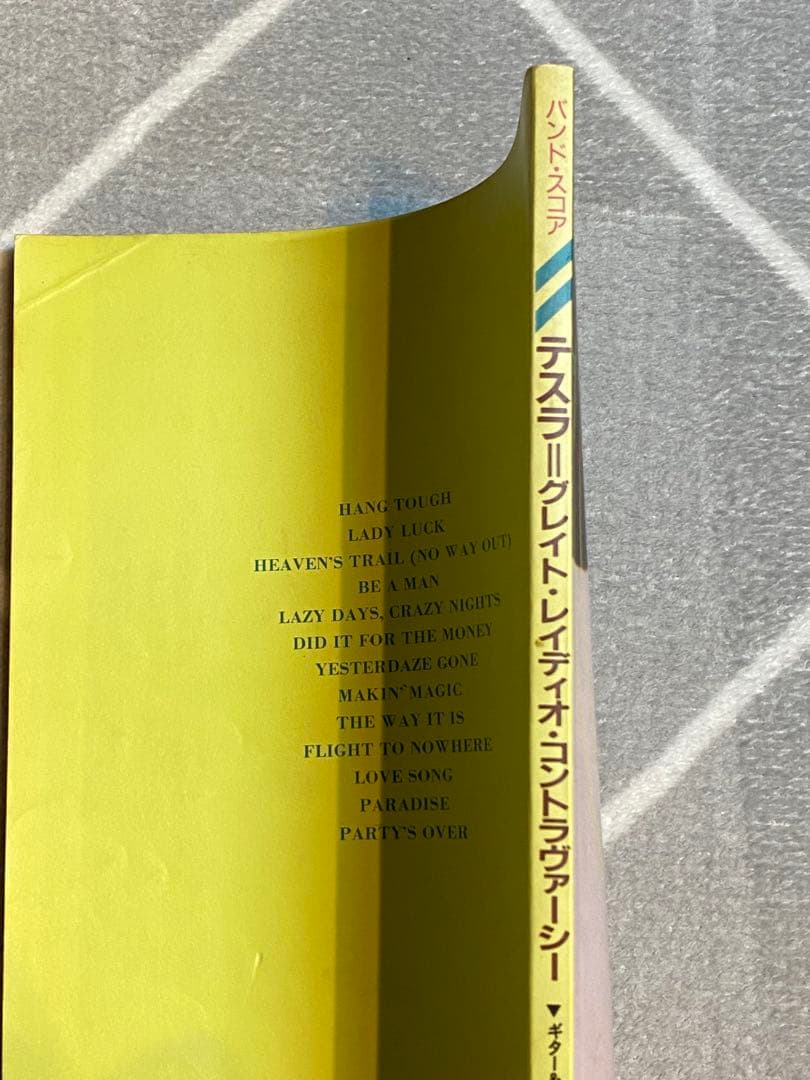 HANG TOUGH
LADY LUCK
HEAVEN'S TRAIL (NO WAY OUT)
BE A MAN
LAZY DAYS, CRAZY NIGHTS
DID IT FOR THE MONEY
YESTERDAZE GONE
MAKIN' MAGIC
THE WAY IT IS
FLIGHT TO NOWHERE
LOVE SONG
PARADISE
PARTY'S OVER
バンド・スコア
テスラ=グレイト・レイディオ・コントラヴァーシー
▼ギター&